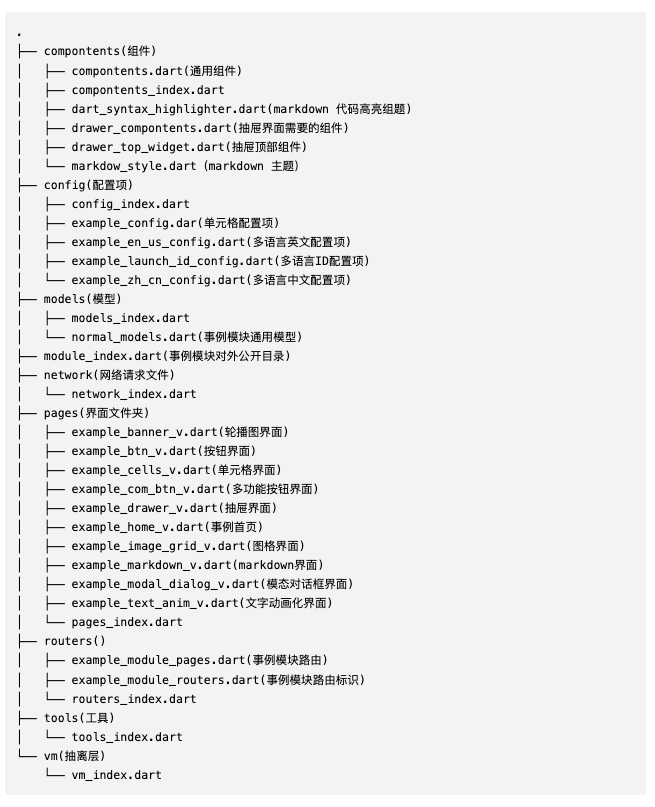 .
├── compontents(组件)
│   ├── compontents.dart(通用组件)
│   ├── compontents_index.dart
│   ├── dart_syntax_highlighter.dart(markdown 代码高亮组题)
│   ├── drawer_compontents.dart(抽屉界面需要的组件)
│   ├── drawer_top_widget.dart(抽屉顶部组件)
│   └── markdow_style.dart（markdown 主题）
├── config(配置项)
│   ├── config_index.dart
│   ├── example_config.dar(单元格配置项)
│   ├── example_en_us_config.dart(多语言英文配置项)
│   ├── example_launch_id_config.dart(多语言ID配置项)
│   └── example_zh_cn_config.dart(多语言中文配置项)
├── models(模型)
│   ├── models_index.dart
│   └── normal_models.dart(事例模块通用模型)
├── module_index.dart(事例模块对外公开目录)
├── network(网络请求文件)
│   └── network_index.dart
├── pages(界面文件夹)
│   ├── example_banner_v.dart(轮播图界面)
│   ├── example_btn_v.dart(按钮界面)
│   ├── example_cells_v.dart(单元格界面)
│   ├── example_com_btn_v.dart(多功能按钮界面)
│   ├── example_drawer_v.dart(抽屉界面)
│   ├── example_home_v.dart(事例首页)
│   ├── example_image_grid_v.dart(图格界面)
│   ├── example_markdown_v.dart(markdown界面)
│   ├── example_modal_dialog_v.dart(模态对话框界面)
│   ├── example_text_anim_v.dart(文字动画化界面)
│   └── pages_index.dart
├── routers()
│   ├── example_module_pages.dart(事例模块路由)
│   ├── example_module_routers.dart(事例模块路由标识)
│   └── routers_index.dart
├── tools(工具)
│   └── tools_index.dart
└── vm(抽离层)
    └── vm_index.dart